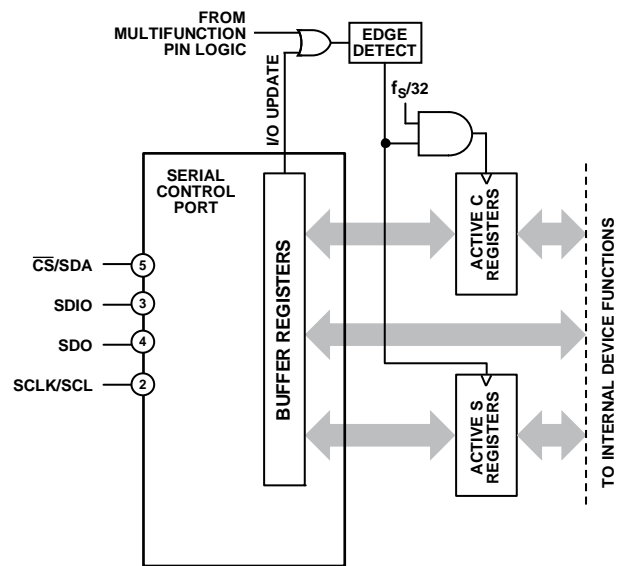 FROM
MULTIFUNCTION
PIN LOGIC
EDGE
DETECT
I/O UPDATE
fS/32
SERIAL
CONTROL
PORT
BUFFER REGISTERS
ACTIVE C
REGISTERS
CS/SDA
5
SDIO
3
SDO
4
SCLK/SCL
2
ACTIVE S
REGISTERS
TO INTERNAL DEVICE FUNCTIONS